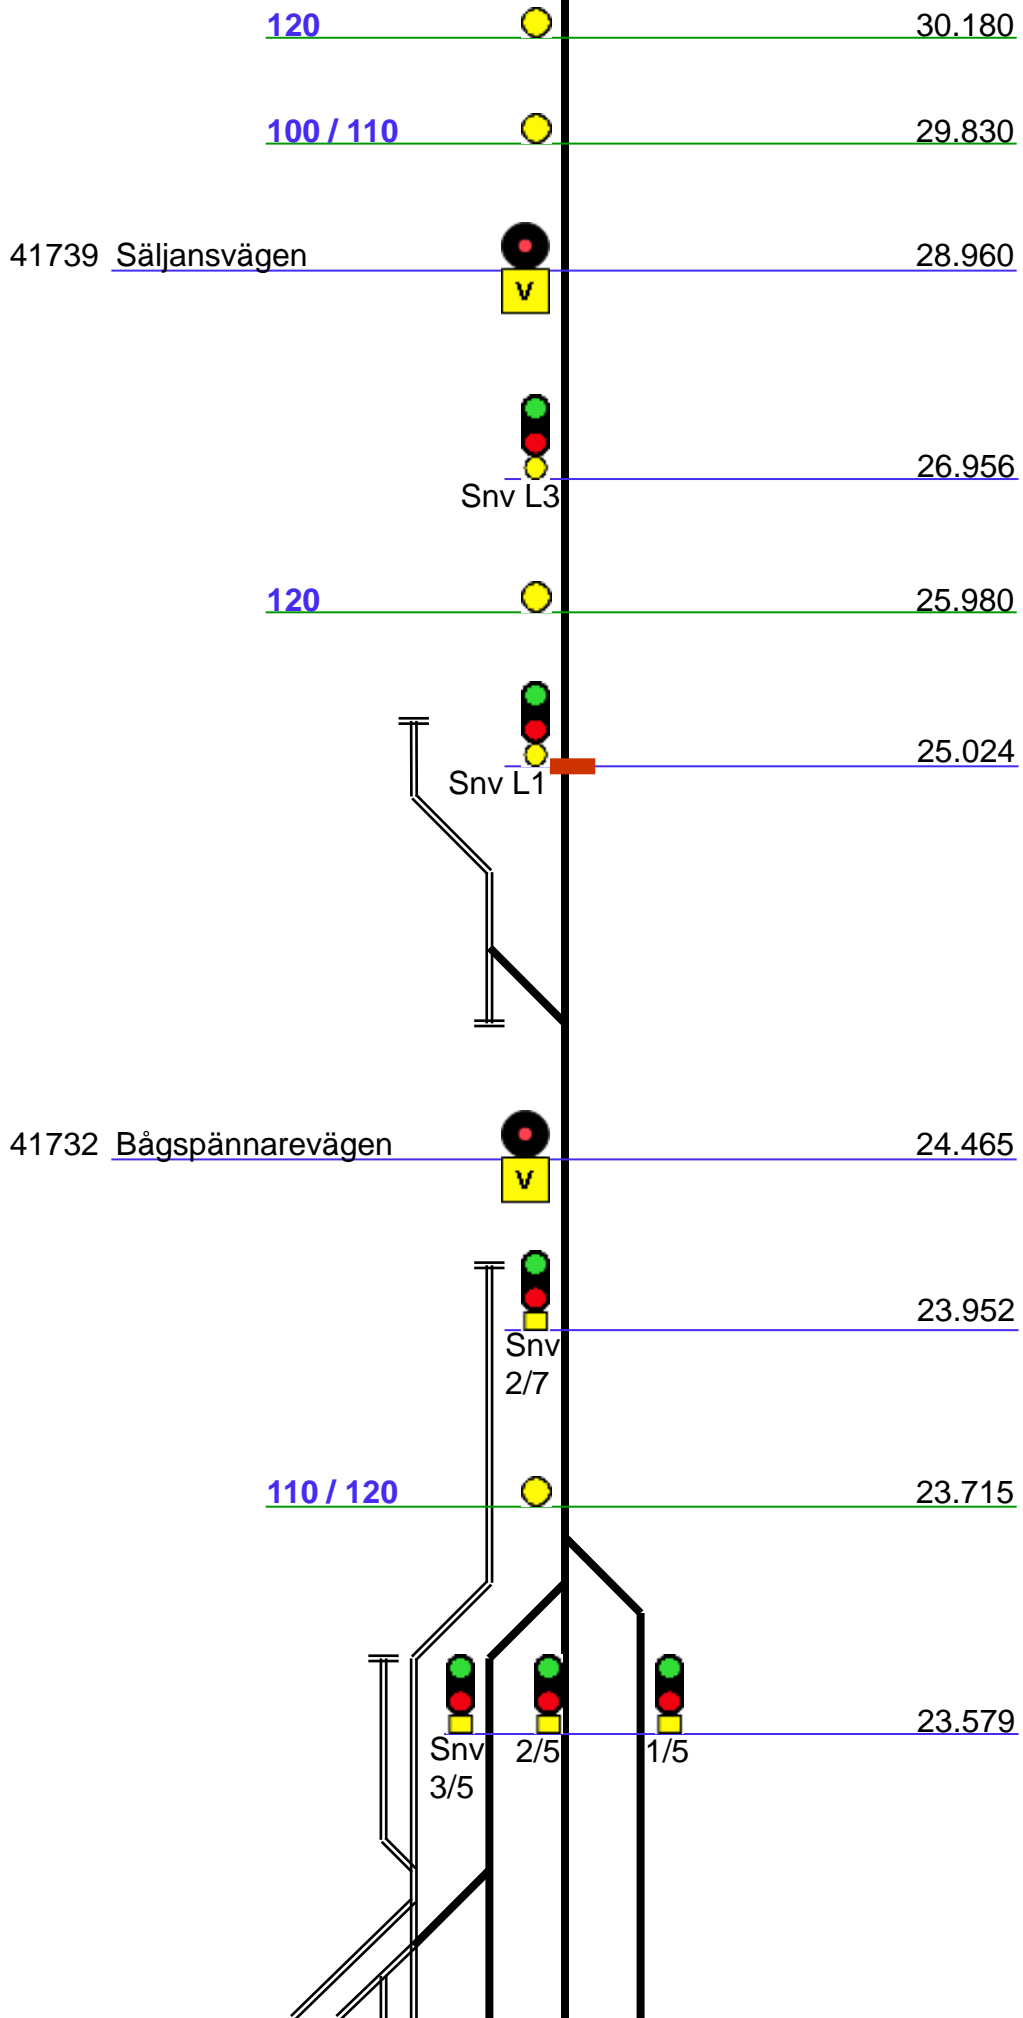 120 30.180
100 / 110 29.830
41739 Säljansvägen 28.960
V
26.956
Snv L3
120 25.980
25.024
Snv L1
41732 Bågspännarevägen 24.465
V
23.952
Snv
2/7
110 / 120 23.715
23.579
Snv 2/5 1/5
3/5